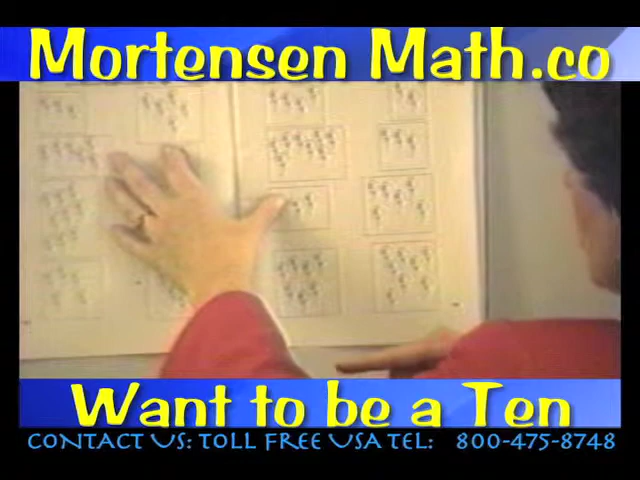 Mortensen Math.co
Want to be a Ten
CONTACT US: TOLL FREE USA TEL: 800-475-8748